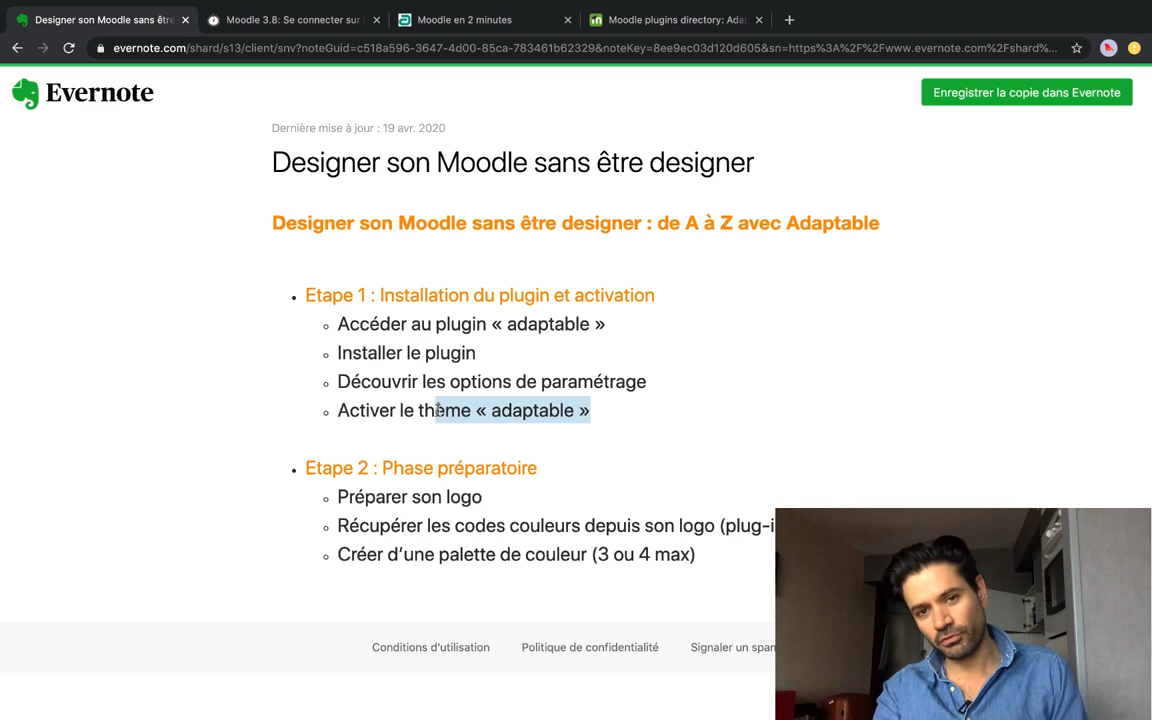 Designer son Moodle sans être
Moodle 3.8: Se connecter sur
Moodle en 2 minutes
Moodle plugins directory: Ada
evernote.com/shard/s13/client/snv?noteGuid=c518a596-3647-4d00-85ca-783461b62329&noteKey=8ee9ec03d120d605&sn=https%3A%2F%2Fwww.evernote.com%2Fshard%...
Evernote
Enregistrer la copie dans Evernote
Dernière mise à jour : 19 avr. 2020
Designer son Moodle sans être designer
Designer son Moodle sans être designer : de A à Z avec Adaptable
Etape 1 : Installation du plugin et activation
Accéder au plugin « adaptable »
Installer le plugin
Découvrir les options de paramétrage
Activer le thème « adaptable »
Etape 2 : Phase préparatoire
Préparer son logo
Récupérer les codes couleurs depuis son logo (plug-i
Créer d’une palette de couleur (3 ou 4 max)
Conditions d'utilisation
Politique de confidentialité
Signaler un spam